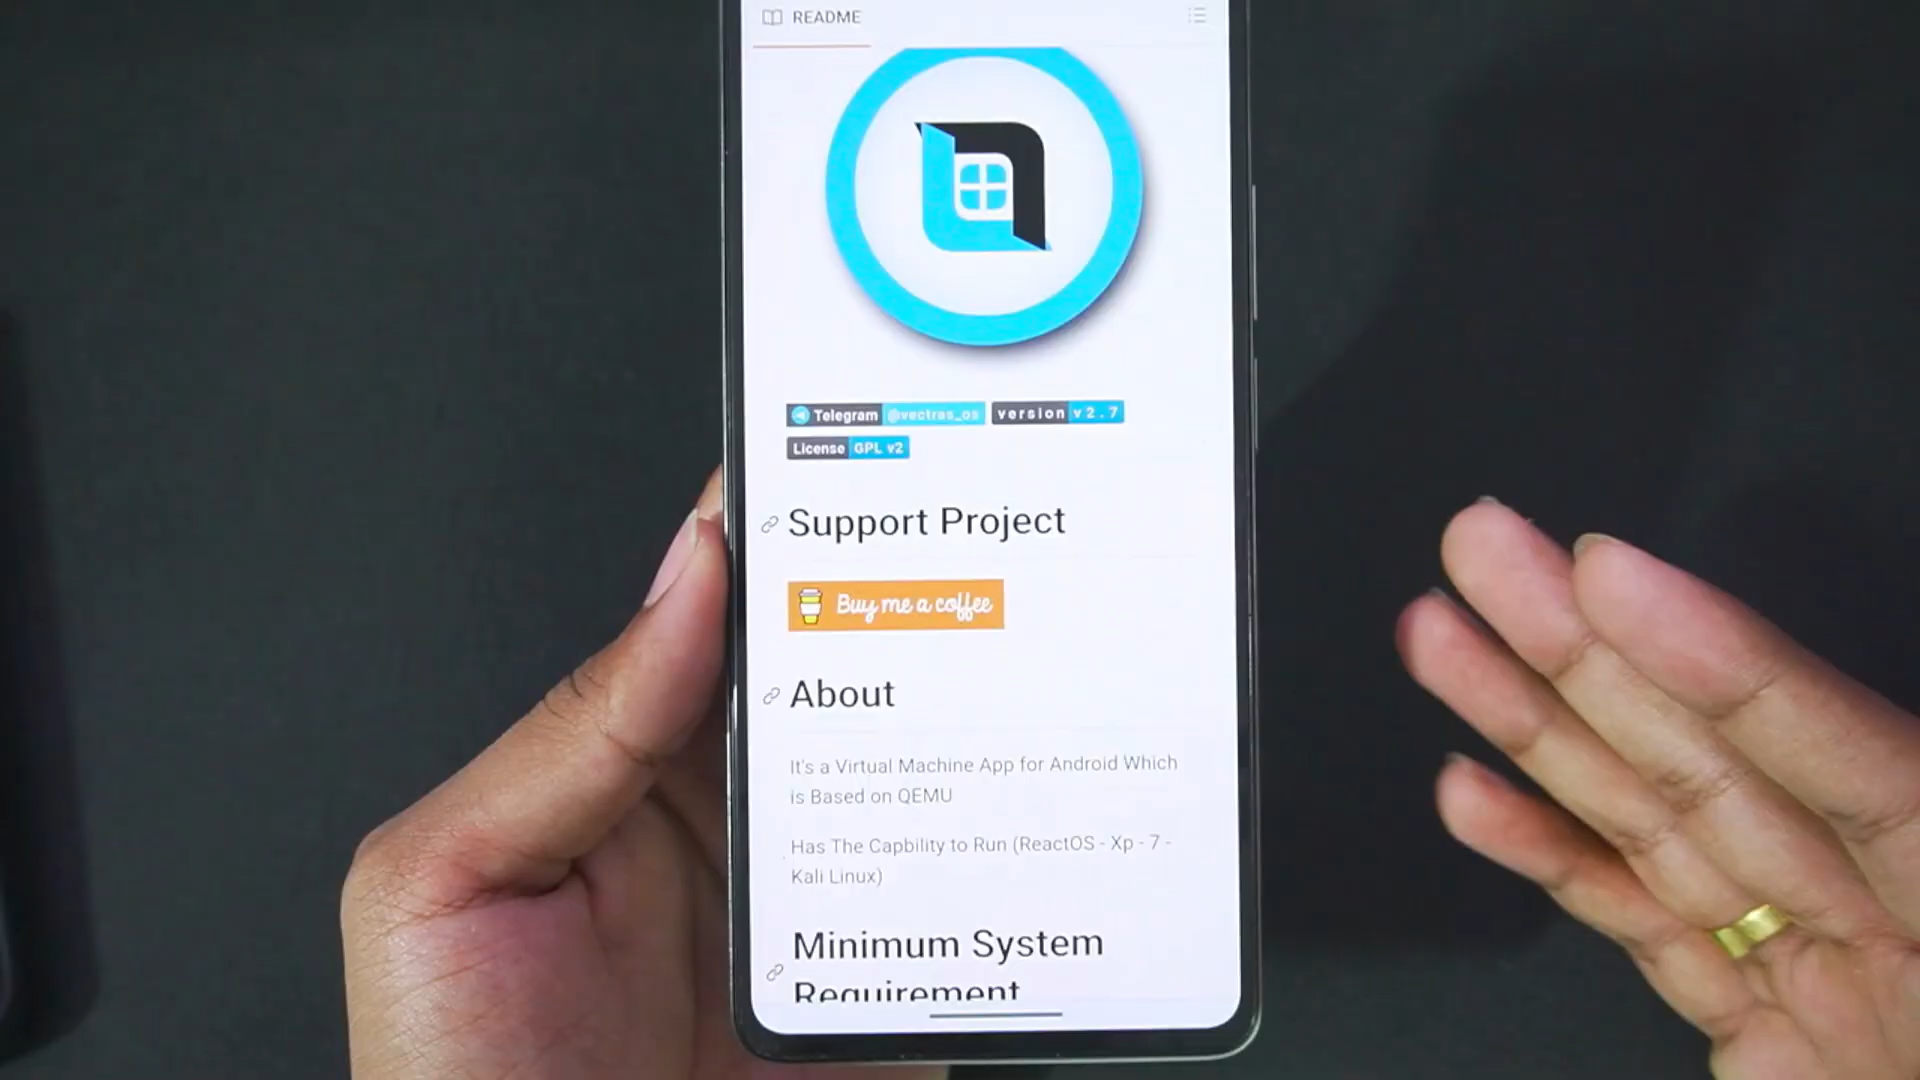 README
Telegram @vectras_os version v2.7
License GPL v2
Support Project
Buy me a coffee
About
It's a Virtual Machine App for Android Which
is Based on QEMU
Has The Capbility to Run (ReactOS - Xp - 7 -
Kali Linux)
Minimum System
Requirement